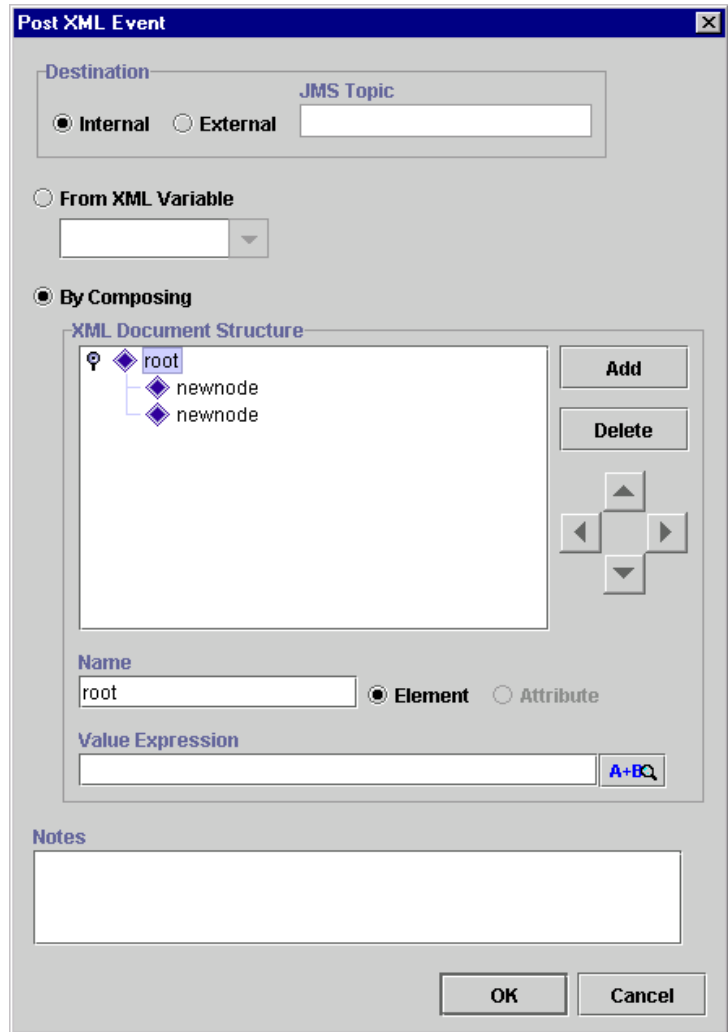 Post XML Event
Destination
JMS Topic
Internal External
From XML Variable
By Composing
XML Document Structure
root
newnode
newnode
Add
Delete
Name
root
Element Attribute
Value Expression
A+B
Notes
OK Cancel